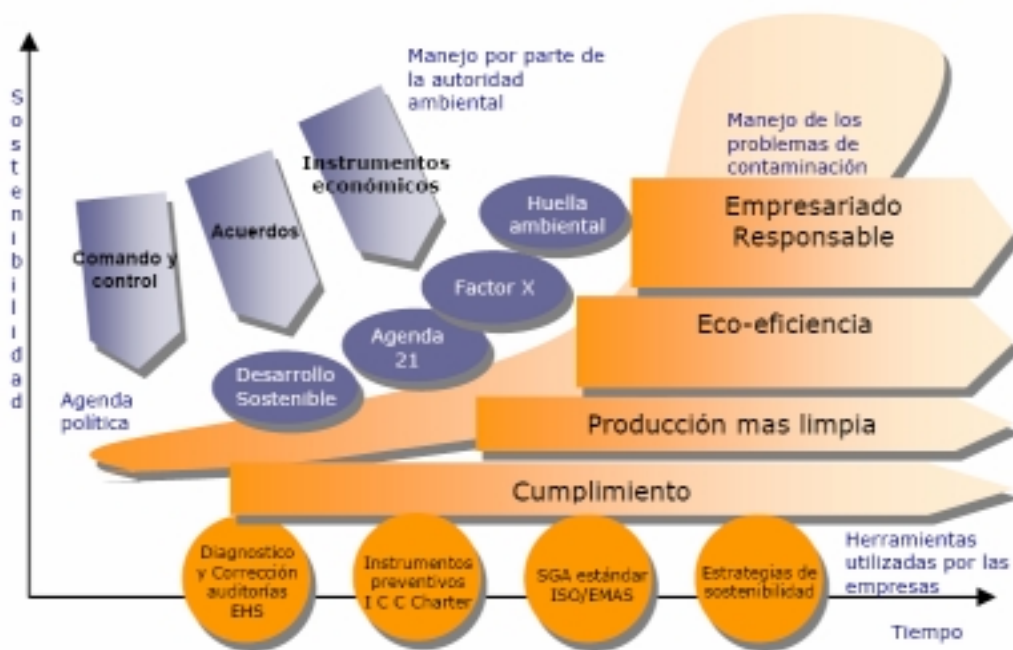 Sostenibilidad
Manejo por parte de
la autoridad
ambiental
Comando y
control
Acuerdos
Instrumentos
económicos
Manejo de los
problemas de
contaminación
Agenda
política
Desarrollo
Sostenible
Agenda
21
Factor X
Huella
ambiental
Empresariado
Responsable
Eco-eficiencia
Producción mas limpia
Cumplimiento
Diagnostico
y Corrección
auditorías
EHS
Instrumentos
preventivos
I C C Charter
SGA estándar
ISO/EMAS
Estrategias de
sostenibilidad
Herramientas
utilizadas por las
empresas
Tiempo